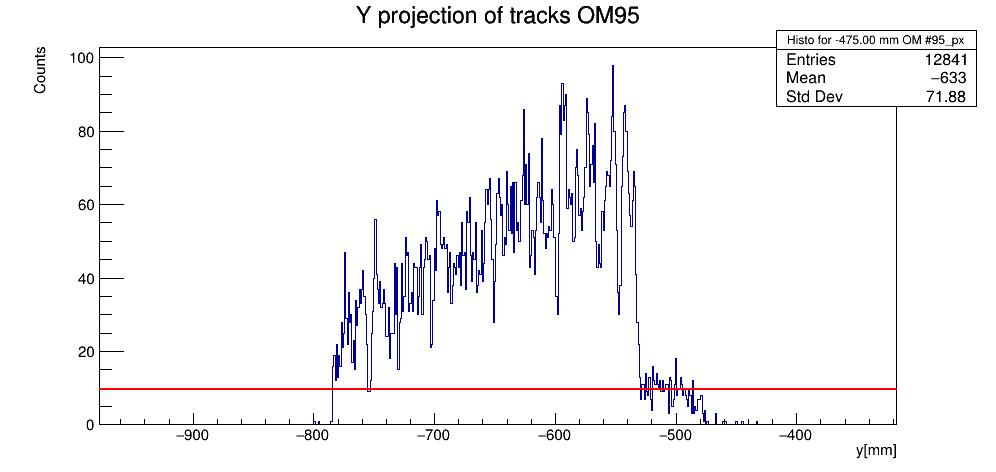 Y projection of tracks OM95
Histo for -475.00 mm OM #95_px
Entries 12841
Mean −633
Std Dev 71.88
Counts
100
80
60
40
20
0
−900 −800 −700 −600 −500 −400
y[mm]